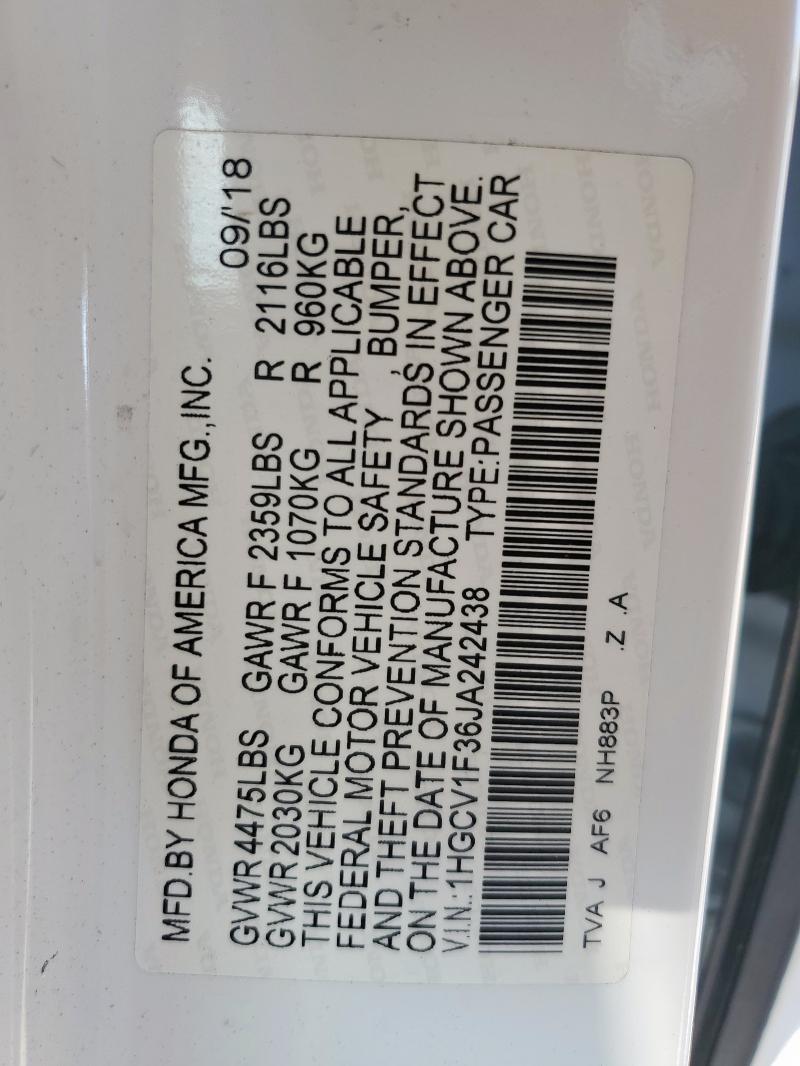 09/'18
MFD.BY HONDA OF AMERICA MFG.,INC.
GVWR 4475LBS GAWR F 2359LBS R 2116LBS
GVWR 2030KG GAWR F 1070KG R 960KG
THIS VEHICLE CONFORMS TO ALL APPLICABLE
FEDERAL MOTOR VEHICLE SAFETY , BUMPER,
AND THEFT PREVENTION STANDARDS IN EFFECT
ON THE DATE OF MANUFACTURE SHOWN ABOVE.
V.I.N.:1HGCV1F36JA242438 TYPE:PASSENGER CAR
TVA J AF6 NH883P .Z .A